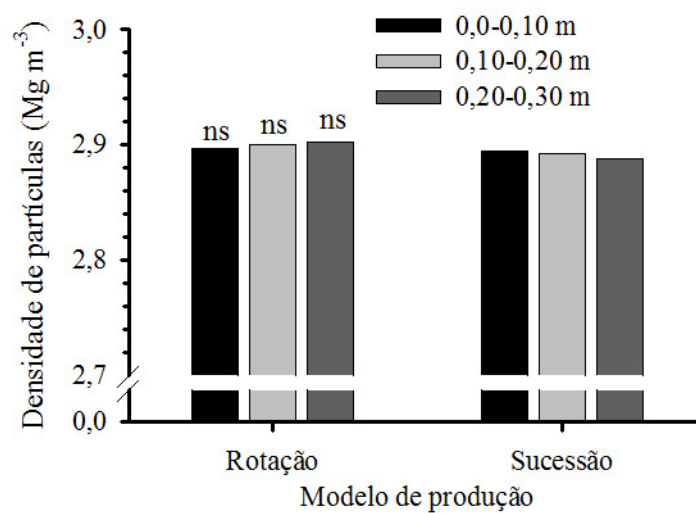 3,0
2,9
2,8
2,7
0,0
Densidade de partículas (Mg m⁻³)
0,0-0,10 m
0,10-0,20 m
0,20-0,30 m
ns ns ns
Rotação Sucessão
Modelo de produção